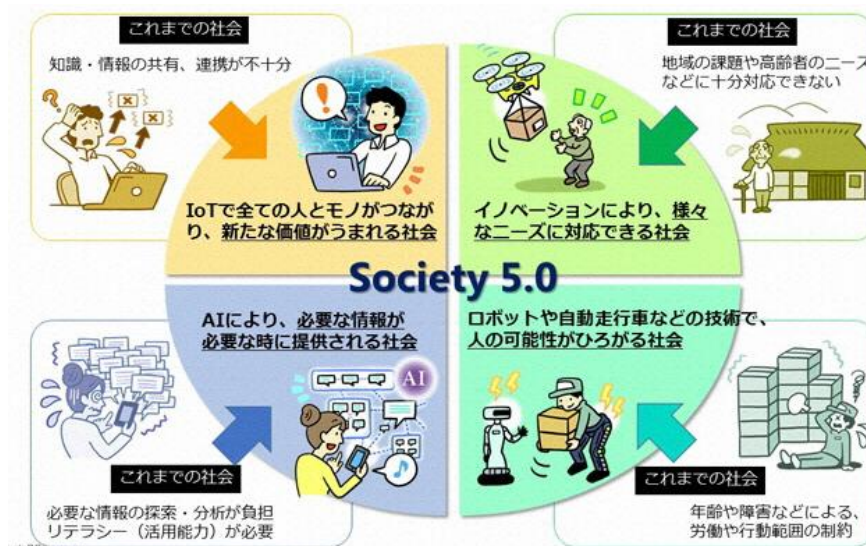 これまでの社会
知識・情報の共有、連携が不十分
IoTで全ての人とモノがつなが
り、新たな価値がうまれる社会
これまでの社会
地域の課題や高齢者のニーズ
などに十分対応できない
イノベーションにより、様々
なニーズに対応できる社会
Society 5.0
AIにより、必要な情報が
必要な時に提供される社会
AI
これまでの社会
必要な情報の探索・分析が負担
リテラシー（活用能力）が必要
ロボットや自動走行車などの技術で、
人の可能性がひろがる社会
これまでの社会
年齢や障害などによる、
労働や行動範囲の制約